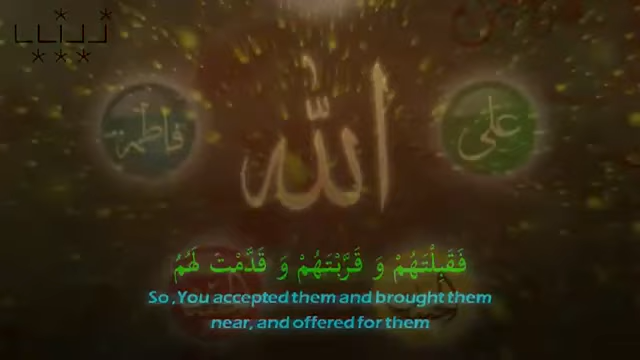 الله
فاطمة
علي
فَقَبِلْتَهُمْ وَ قَرَّبْتَهُمْ وَ قَدَّمْتَ لَهُمُ
So , You accepted them and brought them
near, and offered for them